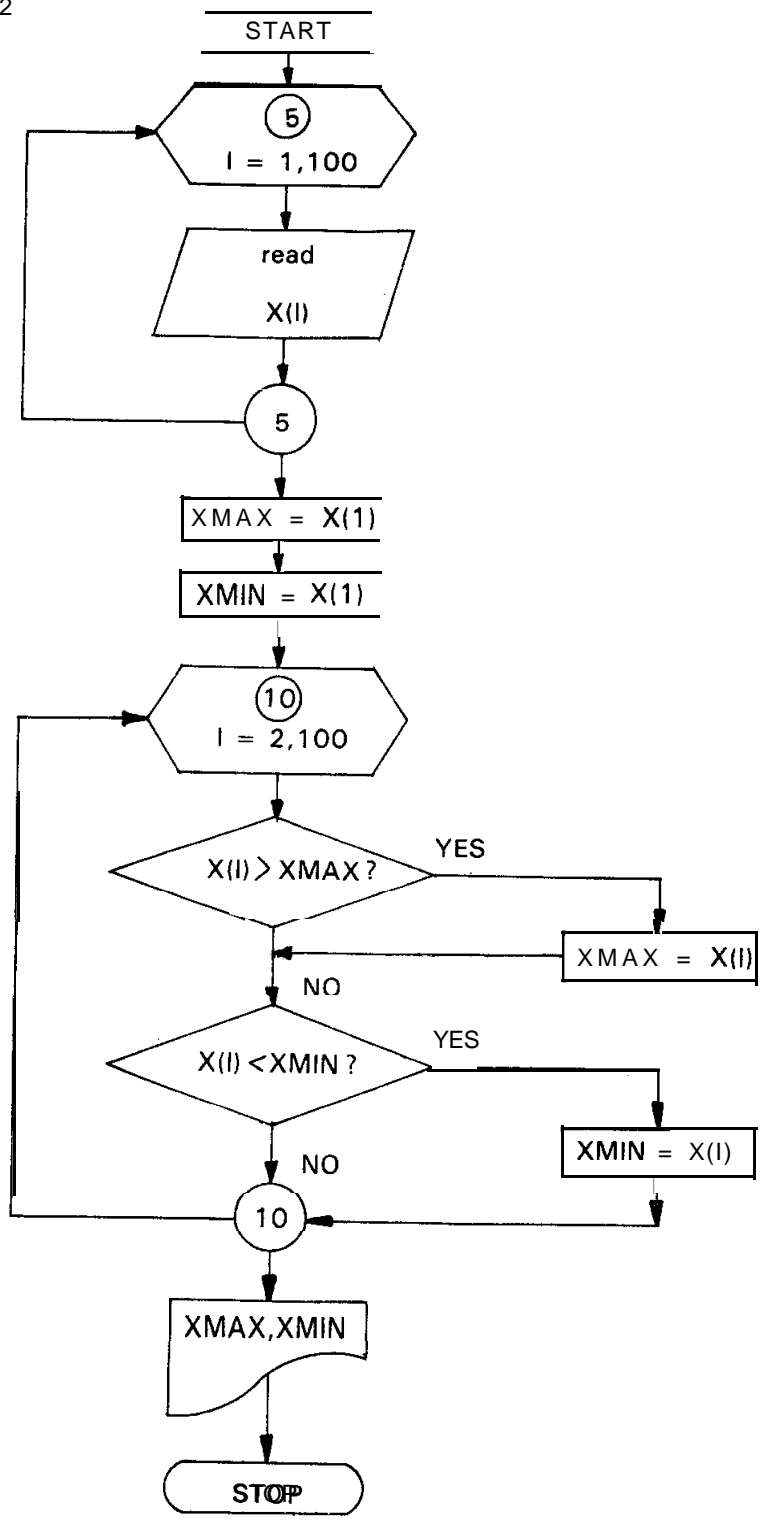 2
START
5
I = 1,100
read
X(I)
5
XMAX = X(1)
XMIN = X(1)
10
I = 2,100
X(I) > XMAX ?
YES
XMAX = X(I)
NO
X(I) < XMIN ?
YES
XMIN = X(I)
NO
10
XMAX,XMIN
STOP